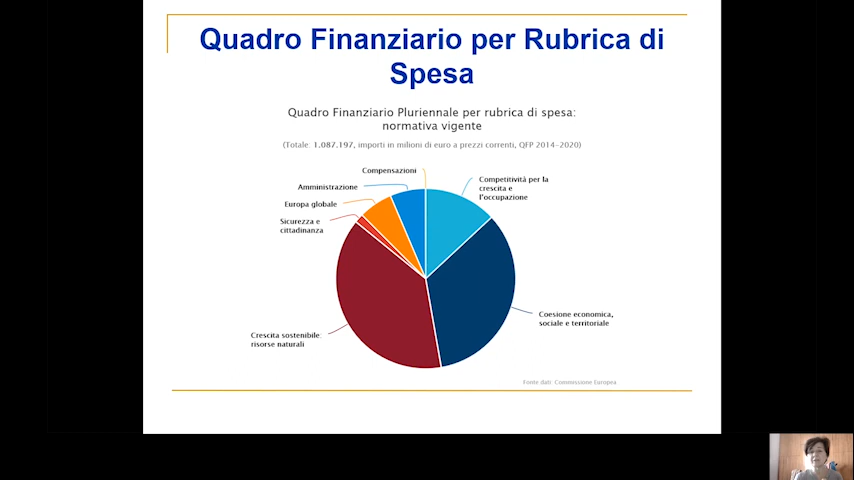 Quadro Finanziario per Rubrica di
Spesa
Quadro Finanziario Pluriennale per rubrica di spesa:
normativa vigente
(Totale: 1.087.197, importi in milioni di euro a prezzi correnti, QFP 2014-2020)
Compensazioni
Amministrazione
Europa globale
Sicurezza e
cittadinanza
Competitività per la
crescita e
l'occupazione
Coesione economica,
sociale e territoriale
Crescita sostenibile:
risorse naturali
Fonte dati: Commissione Europea